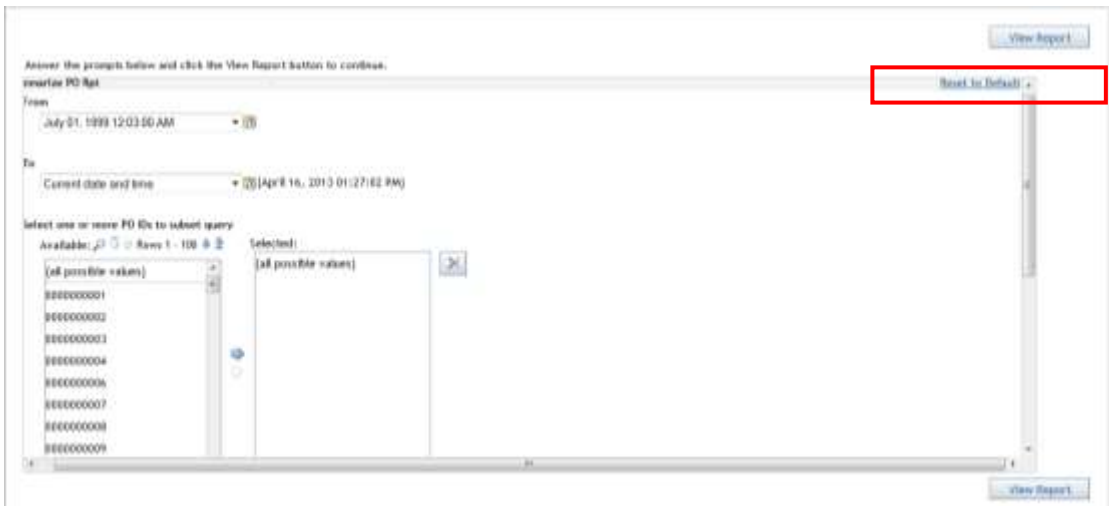 View Report
Answer the prompts below and click the View Report button to continue.
PO Rpt
Reset to Default
From
July 01, 1999 12:03:00 AM
To
Current date and time (April 16, 2013 01:27:02 PM)
Select one or more PO IDs to subset query
Available: Rows 1 - 100 Selected:
(all possible values) (all possible values)
0000000001
0000000002
0000000003
0000000004
0000000006
0000000007
0000000008
0000000009
View Report